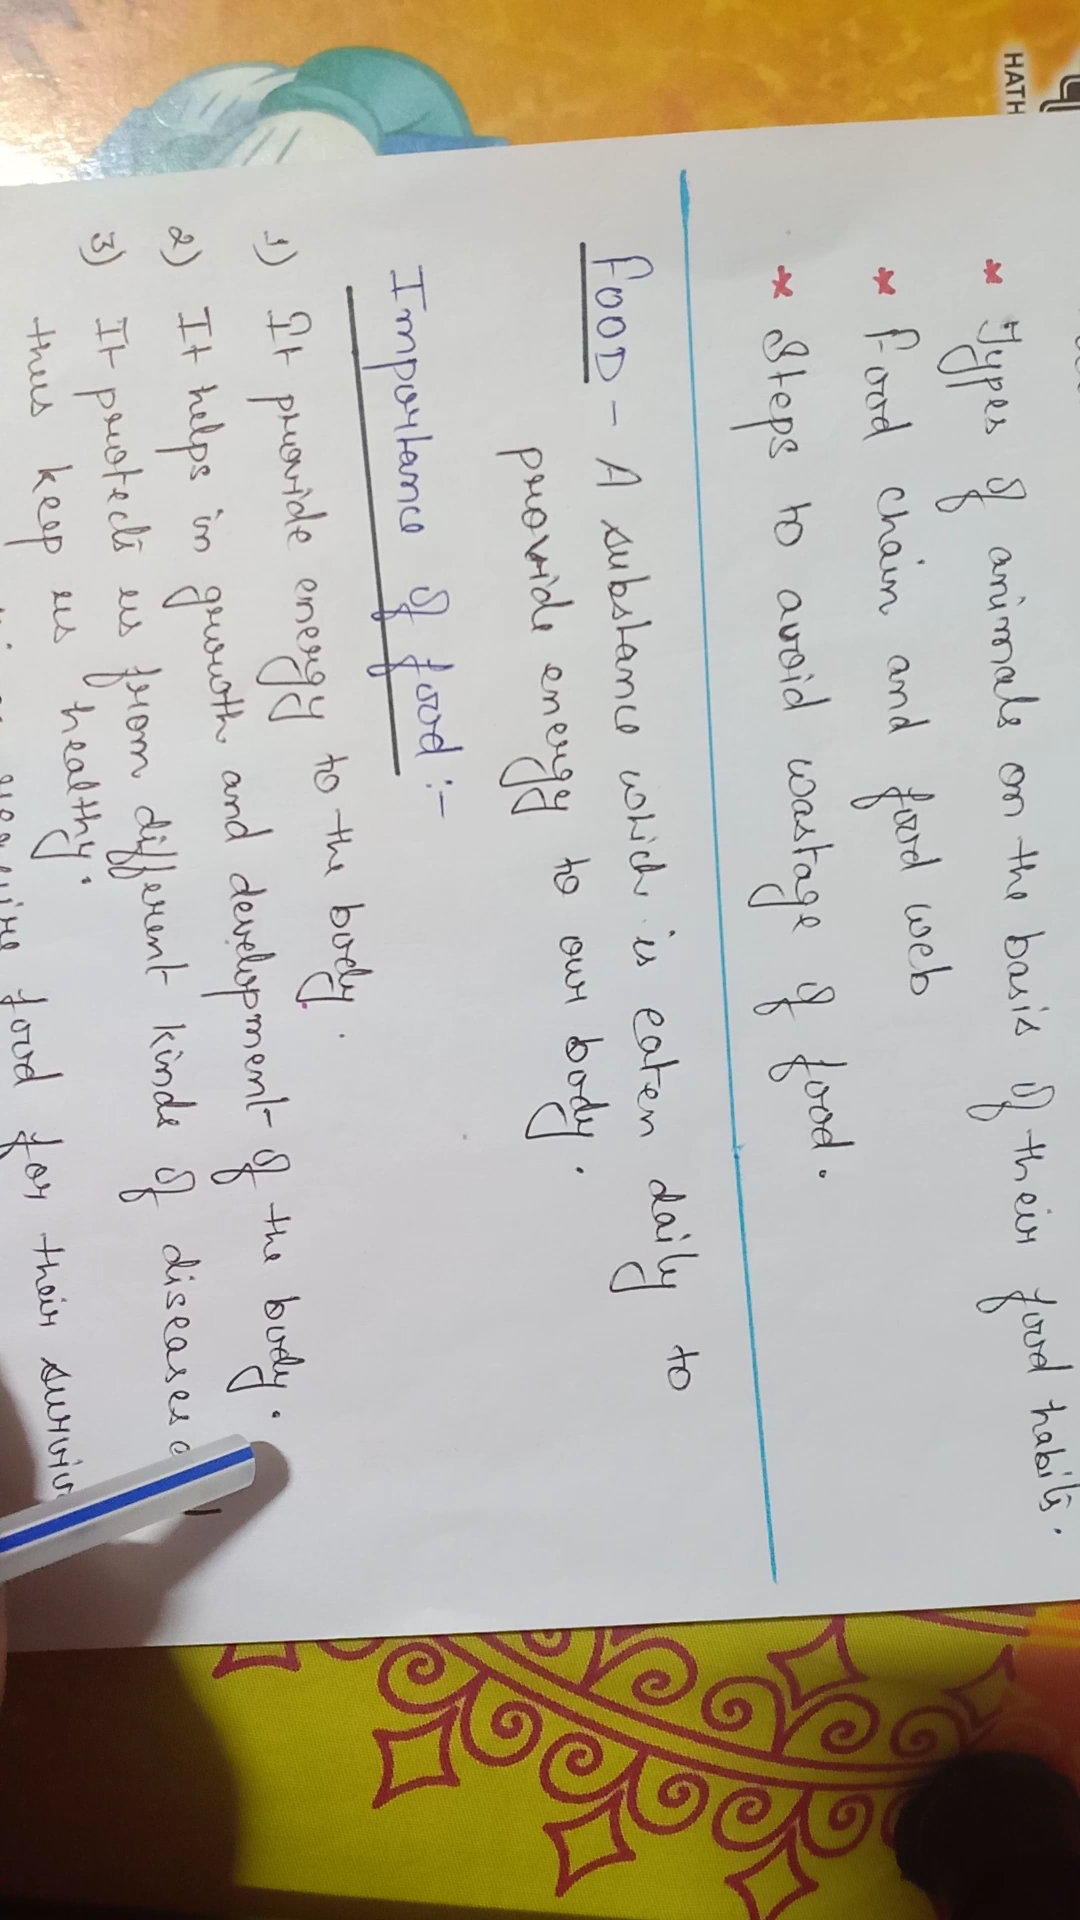 HATH
* Types of animals on the basis of their food habits.
* Food chain and food web
* Steps to avoid wastage of food.
FOOD - A substance which is eaten daily to
provide energy to our body.
Importance of food :-
1) It provide energy to the body.
2) It helps in growth and development of the body.
3) It protects us from different kinds of diseases
thus keep us healthy.
food for their